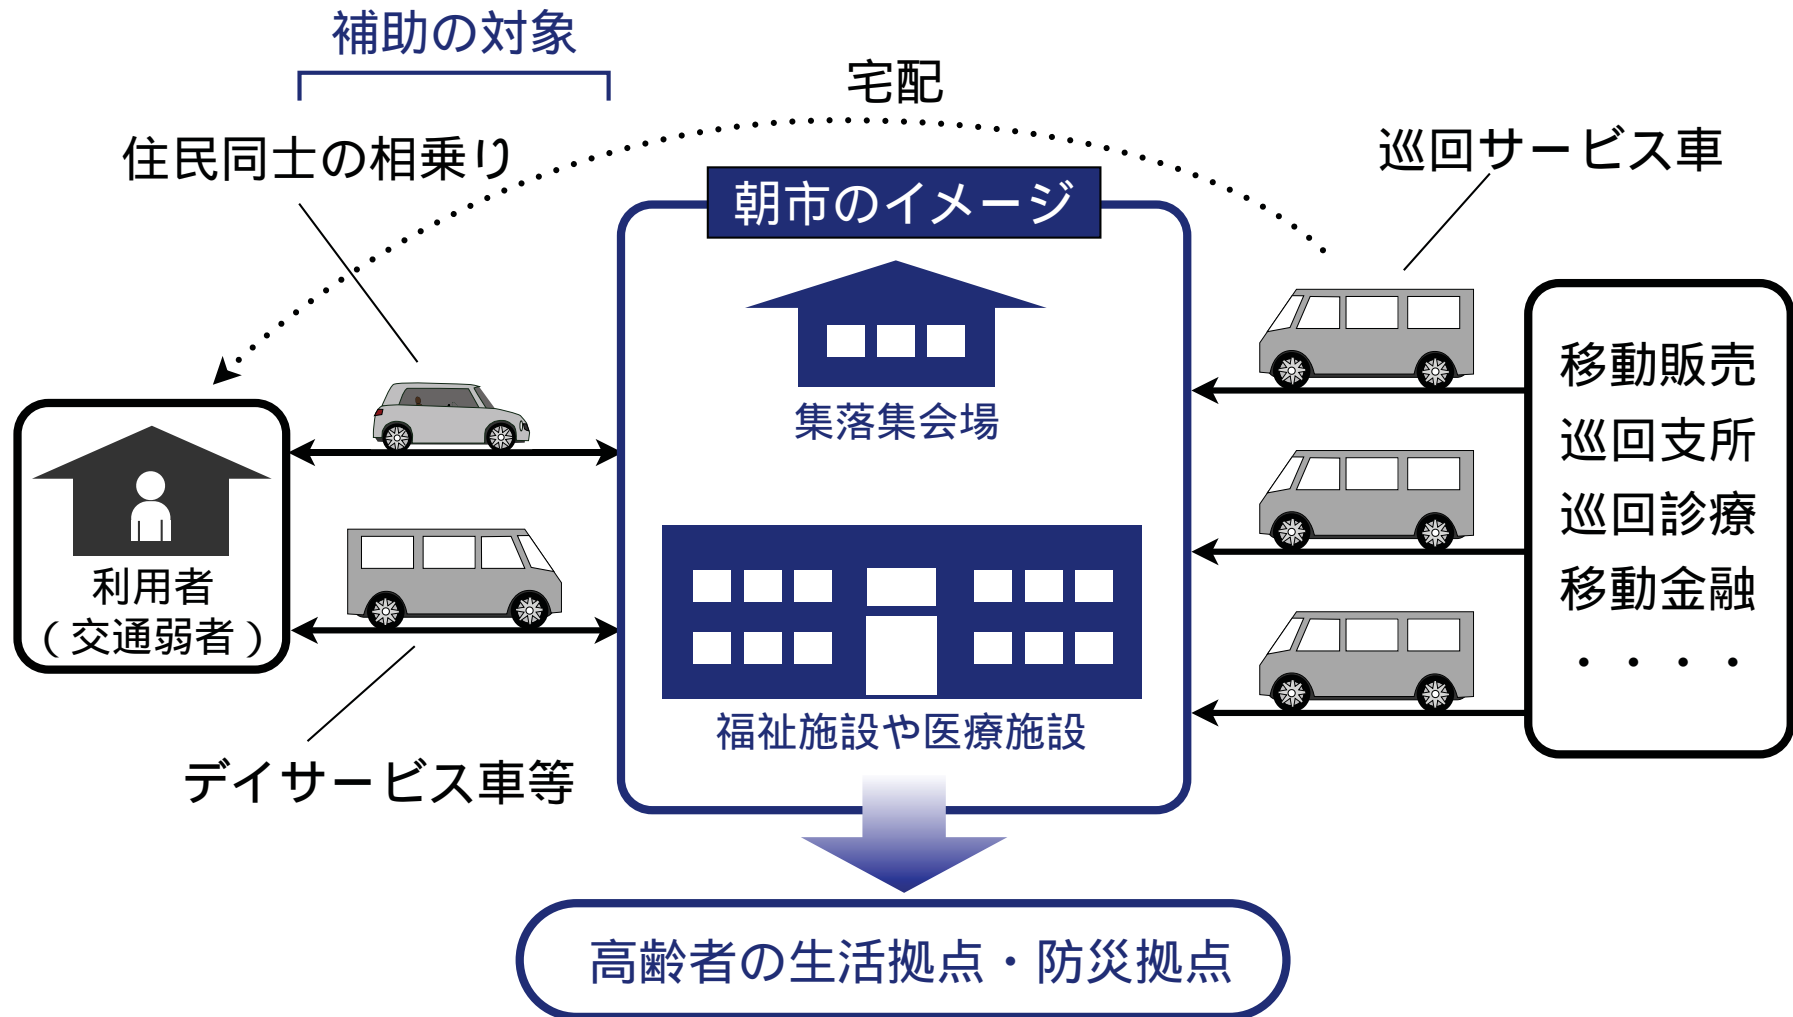 補助の対象
宅配
住民同士の相乗り
巡回サービス車
朝市のイメージ
集落集会場
福祉施設や医療施設
利用者
（交通弱者）
デイサービス車等
移動販売
巡回支所
巡回診療
移動金融
・・・・
高齢者の生活拠点・防災拠点